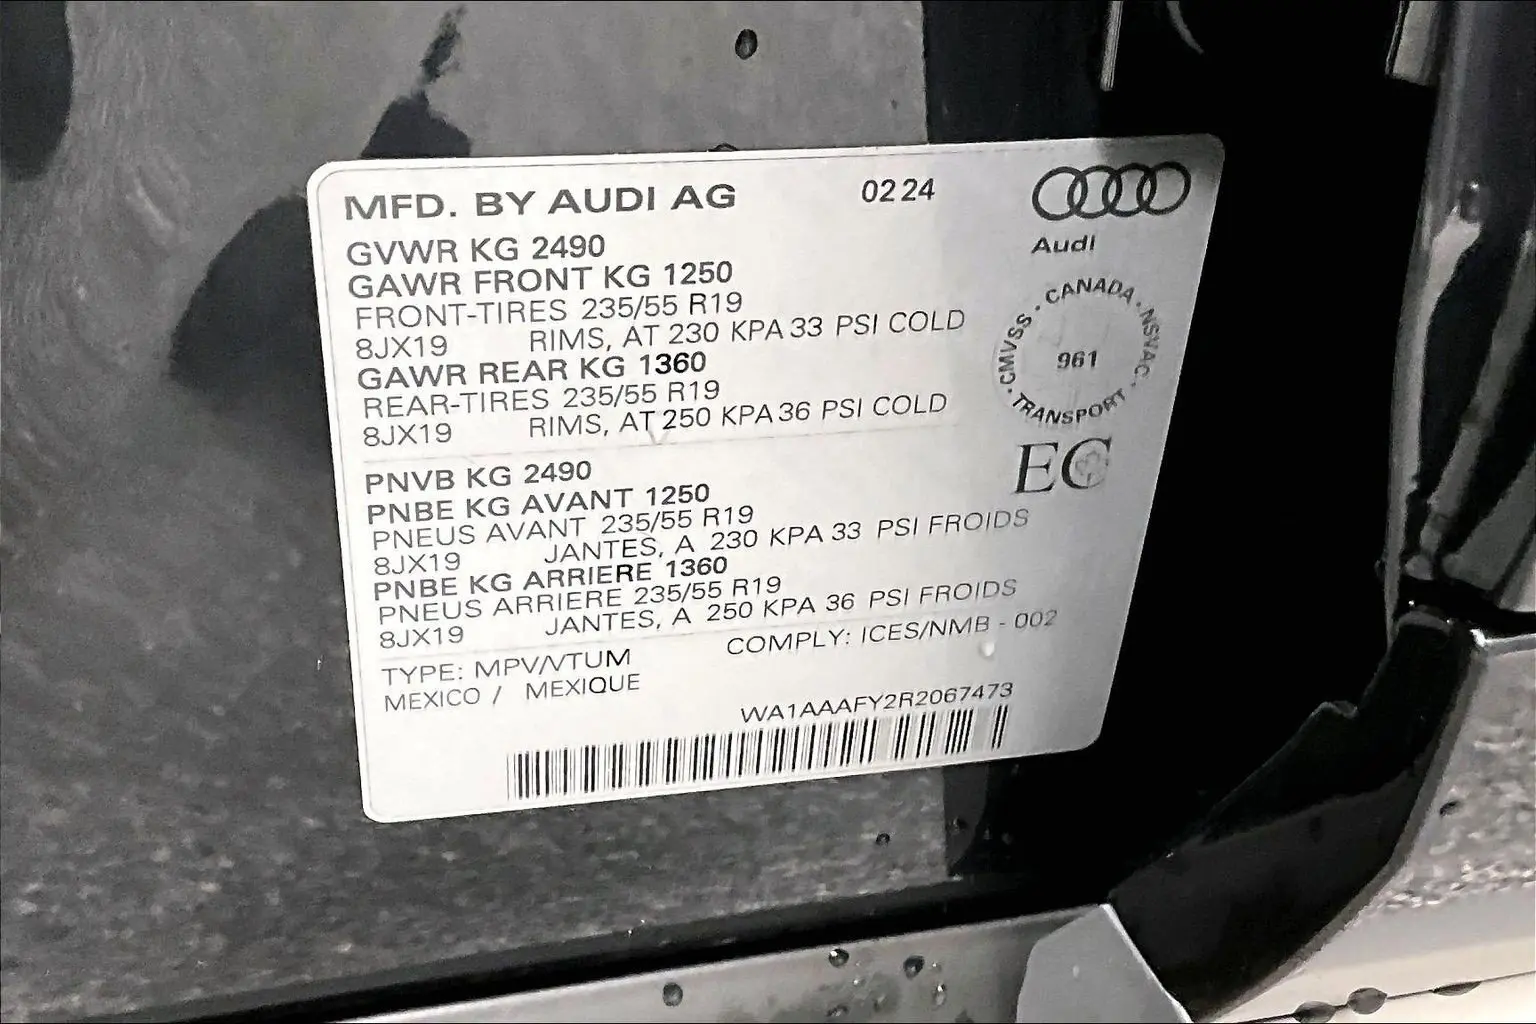 MFD. BY AUDI AG 02 24
Audi
GVWR KG 2490
GAWR FRONT KG 1250
FRONT-TIRES 235/55 R19
8JX19 RIMS, AT 230 KPA 33 PSI COLD
GAWR REAR KG 1360
REAR-TIRES 235/55 R19
8JX19 RIMS, AT 250 KPA 36 PSI COLD
CANADA · NSVAC · TRANSPORT · CMVSS ·
961
EC
PNVB KG 2490
PNBE KG AVANT 1250
PNEUS AVANT 235/55 R19
8JX19 JANTES, A 230 KPA 33 PSI FROIDS
PNBE KG ARRIERE 1360
PNEUS ARRIERE 235/55 R19
8JX19 JANTES, A 250 KPA 36 PSI FROIDS
TYPE: MPV/VTUM COMPLY: ICES/NMB - 002
MEXICO / MEXIQUE
WA1AAAFY2R2067473